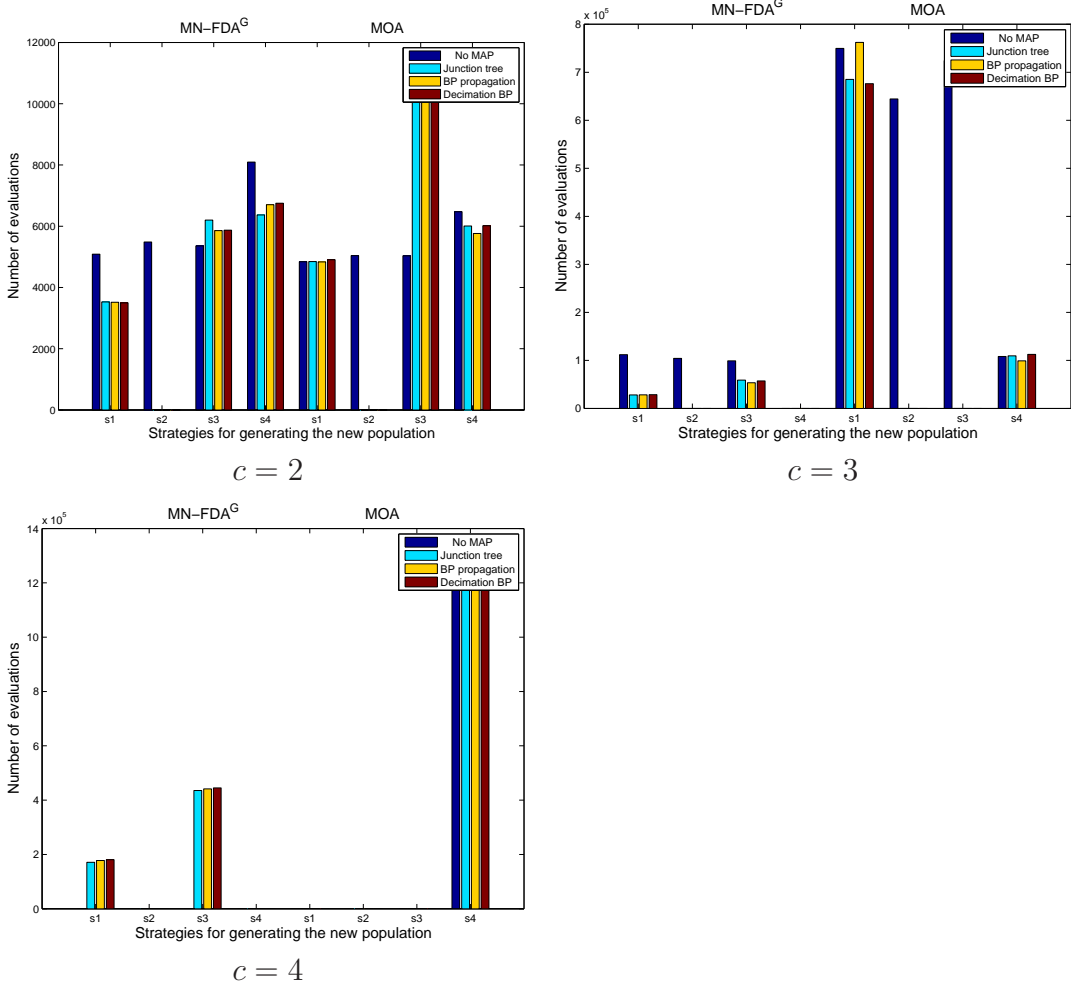 MN−FDA^G MOA
12000
10000
8000
6000
4000
2000
0
Number of evaluations
No MAP
Junction tree
BP propagation
Decimation BP
s1 s2 s3 s4 s1 s2 s3 s4
Strategies for generating the new population
c = 2
MN−FDA^G MOA
x 10^5
8
7
6
5
4
3
2
1
0
Number of evaluations
No MAP
Junction tree
BP propagation
Decimation BP
s1 s2 s3 s4 s1 s2 s3 s4
Strategies for generating the new population
c = 3
MN−FDA^G MOA
x 10^5
14
12
10
8
6
4
2
0
Number of evaluations
No MAP
Junction tree
BP propagation
Decimation BP
s1 s2 s3 s4 s1 s2 s3 s4
Strategies for generating the new population
c = 4